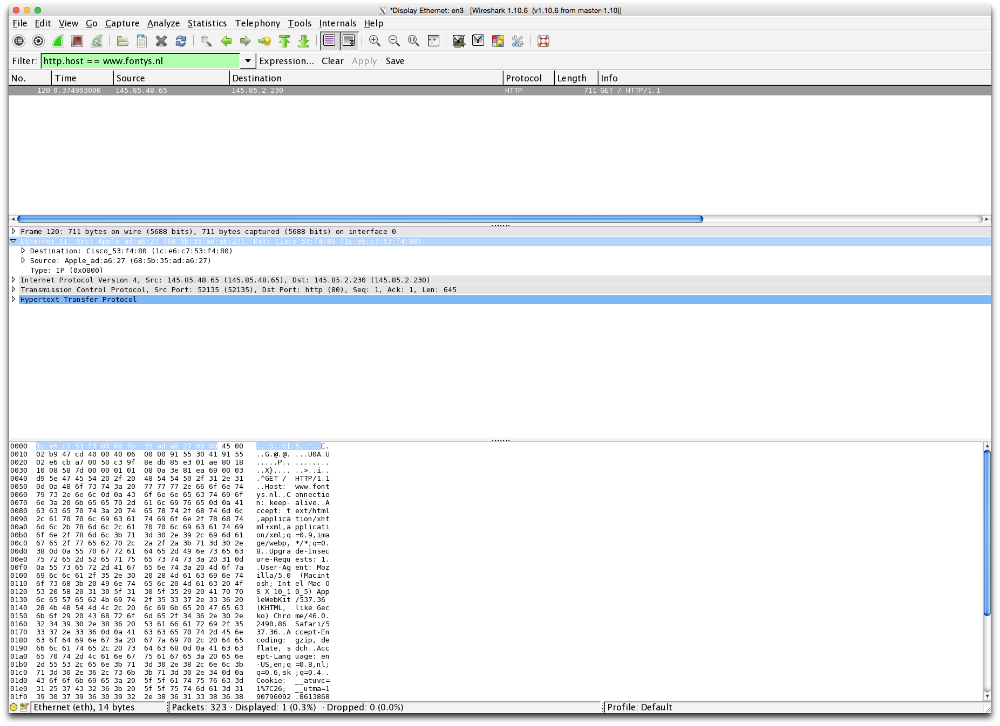 *Display Ethernet: en3 [Wireshark 1.10.6 (v1.10.6 from master-1.10)]
File Edit View Go Capture Analyze Statistics Telephony Tools Internals Help
Filter: http.host == www.fontys.nl Expression... Clear Apply Save
No. Time Source Destination Protocol Length Info
120 9.374993000 145.85.48.65 145.85.2.230 HTTP 711 GET / HTTP/1.1
Frame 120: 711 bytes on wire (5688 bits), 711 bytes captured (5688 bits) on interface 0
Ethernet II, Src: Apple_ad:a6:27 (68:5b:35:ad:a6:27), Dst: Cisco_53:f4:80 (1c:e6:c7:53:f4:80)
Destination: Cisco_53:f4:80 (1c:e6:c7:53:f4:80)
Source: Apple_ad:a6:27 (68:5b:35:ad:a6:27)
Type: IP (0x0800)
Internet Protocol Version 4, Src: 145.85.48.65 (145.85.48.65), Dst: 145.85.2.230 (145.85.2.230)
Transmission Control Protocol, Src Port: 52135 (52135), Dst Port: http (80), Seq: 1, Ack: 1, Len: 645
Hypertext Transfer Protocol
0000 1c e6 c7 53 f4 80 68 5b 35 ad a6 27 08 00 45 00 ...S..h[ 5..'..E.
0010 02 b9 47 cd 40 00 40 06 00 00 91 55 30 41 91 55 ..G.@.@. ...U0A.U
0020 02 e6 cb a7 00 50 c3 9f 8e db 85 e3 01 ae 80 18 .....P.. ........
0030 10 08 58 7d 00 00 01 01 08 0a 3e 81 ea 69 00 03 ..X}.... ..>..i..
0040 d9 5e 47 45 54 20 2f 20 48 54 54 50 2f 31 2e 31 .^GET / HTTP/1.1
0050 0d 0a 48 6f 73 74 3a 20 77 77 77 2e 66 6f 6e 74 ..Host: www.font
0060 79 73 2e 6e 6c 0d 0a 43 6f 6e 6e 65 63 74 69 6f ys.nl..C onnectio
0070 6e 3a 20 6b 65 65 70 2d 61 6c 69 76 65 0d 0a 41 n: keep- alive..A
0080 63 63 65 70 74 3a 20 74 65 78 74 2f 68 74 6d 6c ccept: t ext/html
0090 2c 61 70 70 6c 69 63 61 74 69 6f 6e 2f 78 68 74 ,applica tion/xht
00a0 6d 6c 2b 78 6d 6c 2c 61 70 70 6c 69 63 61 74 69 ml+xml,a pplicati
00b0 6f 6e 2f 78 6d 6c 3b 71 3d 30 2e 39 2c 69 6d 61 on/xml;q =0.9,ima
00c0 67 65 2f 77 65 62 70 2c 2a 2f 2a 3b 71 3d 30 2e ge/webp, */*;q=0.
00d0 38 0d 0a 55 70 67 72 61 64 65 2d 49 6e 73 65 63 8..Upgra de-Insec
00e0 75 72 65 2d 52 65 71 75 65 73 74 73 3a 20 31 0d ure-Requ ests: 1.
00f0 0a 55 73 65 72 2d 41 67 65 6e 74 3a 20 4d 6f 7a .User-Ag ent: Moz
0100 69 6c 6c 61 2f 35 2e 30 20 28 4d 61 63 69 6e 74 illa/5.0 (Macint
0110 6f 73 68 3b 20 49 6e 74 65 6c 20 4d 61 63 20 4f osh; Int el Mac O
0120 53 20 58 20 31 30 5f 31 30 5f 35 29 20 41 70 70 S X 10_1 0_5) App
0130 6c 65 57 65 62 4b 69 74 2f 35 33 37 2e 33 36 20 leWebKit /537.36
0140 28 4b 48 54 4d 4c 2c 20 6c 69 6b 65 20 47 65 63 (KHTML, like Gec
0150 6b 6f 29 20 43 68 72 6f 6d 65 2f 34 36 2e 30 2e ko) Chro me/46.0.
0160 32 34 39 30 2e 38 36 20 53 61 66 61 72 69 2f 35 2490.86 Safari/5
0170 33 37 2e 33 36 0d 0a 41 63 63 65 70 74 2d 45 6e 37.36..A ccept-En
0180 63 6f 64 69 6e 67 3a 20 67 7a 69 70 2c 20 64 65 coding: gzip, de
0190 66 6c 61 74 65 2c 20 73 64 63 68 0d 0a 41 63 63 flate, s dch..Acc
01a0 65 70 74 2d 4c 61 6e 67 75 61 67 65 3a 20 65 6e ept-Lang uage: en
01b0 2d 55 53 2c 65 6e 3b 71 3d 30 2e 38 2c 6e 6c 3b -US,en;q =0.8,nl;
01c0 71 3d 30 2e 36 2c 73 6b 3b 71 3d 30 2e 34 0d 0a q=0.6,sk ;q=0.4..
01d0 43 6f 6f 6b 69 65 3a 20 5f 5f 61 74 75 76 63 3d Cookie: __atuvc=
01e0 31 25 37 43 32 36 3b 20 5f 5f 75 74 6d 61 3d 31 1%7C26; __utma=1
01f0 39 30 37 39 36 30 39 32 2e 38 36 31 33 38 36 38 90796092 .8613868
Ethernet (eth), 14 bytes Packets: 323 · Displayed: 1 (0.3%) · Dropped: 0 (0.0%) Profile: Default